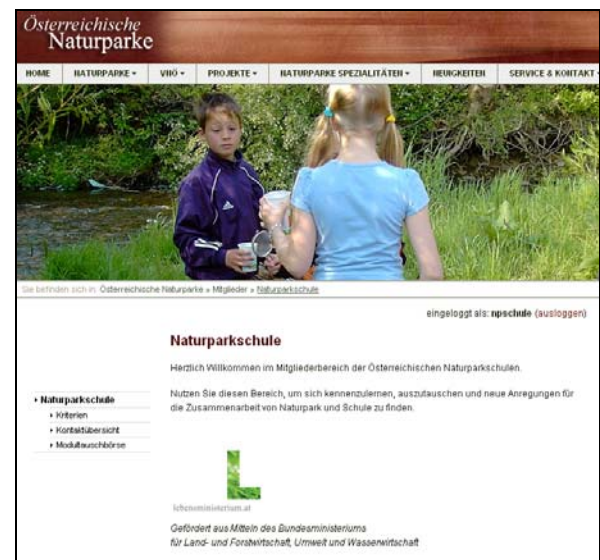 Österreichische
Naturparke
HOME NATURPARKE VNÖ PROJEKTE NATURPARKE SPEZIALITÄTEN NEUIGKEITEN SERVICE & KONTAKT
Sie befinden sich in: Österreichische Naturparke » Mitglieder » Naturparkschule
eingeloggt als: npschule (ausloggen)
Naturparkschule
Herzlich Willkommen im Mitgliederbereich der Österreichischen Naturparkschulen.
Nutzen Sie diesen Bereich, um sich kennenzulernen, auszutauschen und neue Anregungen für
die Zusammenarbeit von Naturpark und Schule zu finden.
Naturparkschule
Kriterien
Kontaktübersicht
Modultauschbörse
lebensministerium.at
Gefördert aus Mitteln des Bundesministeriums
für Land- und Forstwirtschaft, Umwelt und Wasserwirtschaft